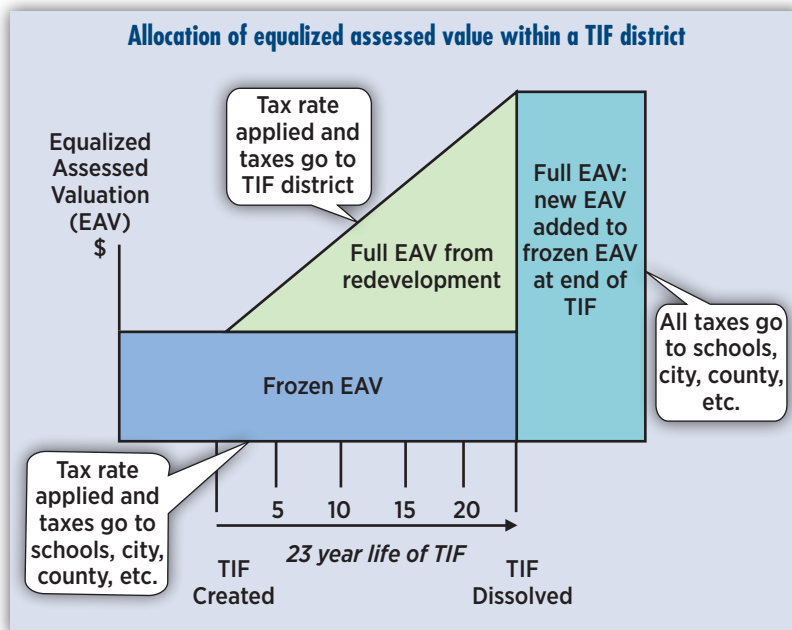 Allocation of equalized assessed value within a TIF district
Tax rate
applied and
taxes go to
TIF district
Equalized
Assessed
Valuation
(EAV)
$
Full EAV from
redevelopment
Full EAV:
new EAV
added to
frozen EAV
at end of
TIF
All taxes go
to schools,
city, county,
etc.
Frozen EAV
Tax rate
applied and
taxes go to
schools, city,
county, etc.
5 10 15 20
23 year life of TIF
TIF
Created
TIF
Dissolved